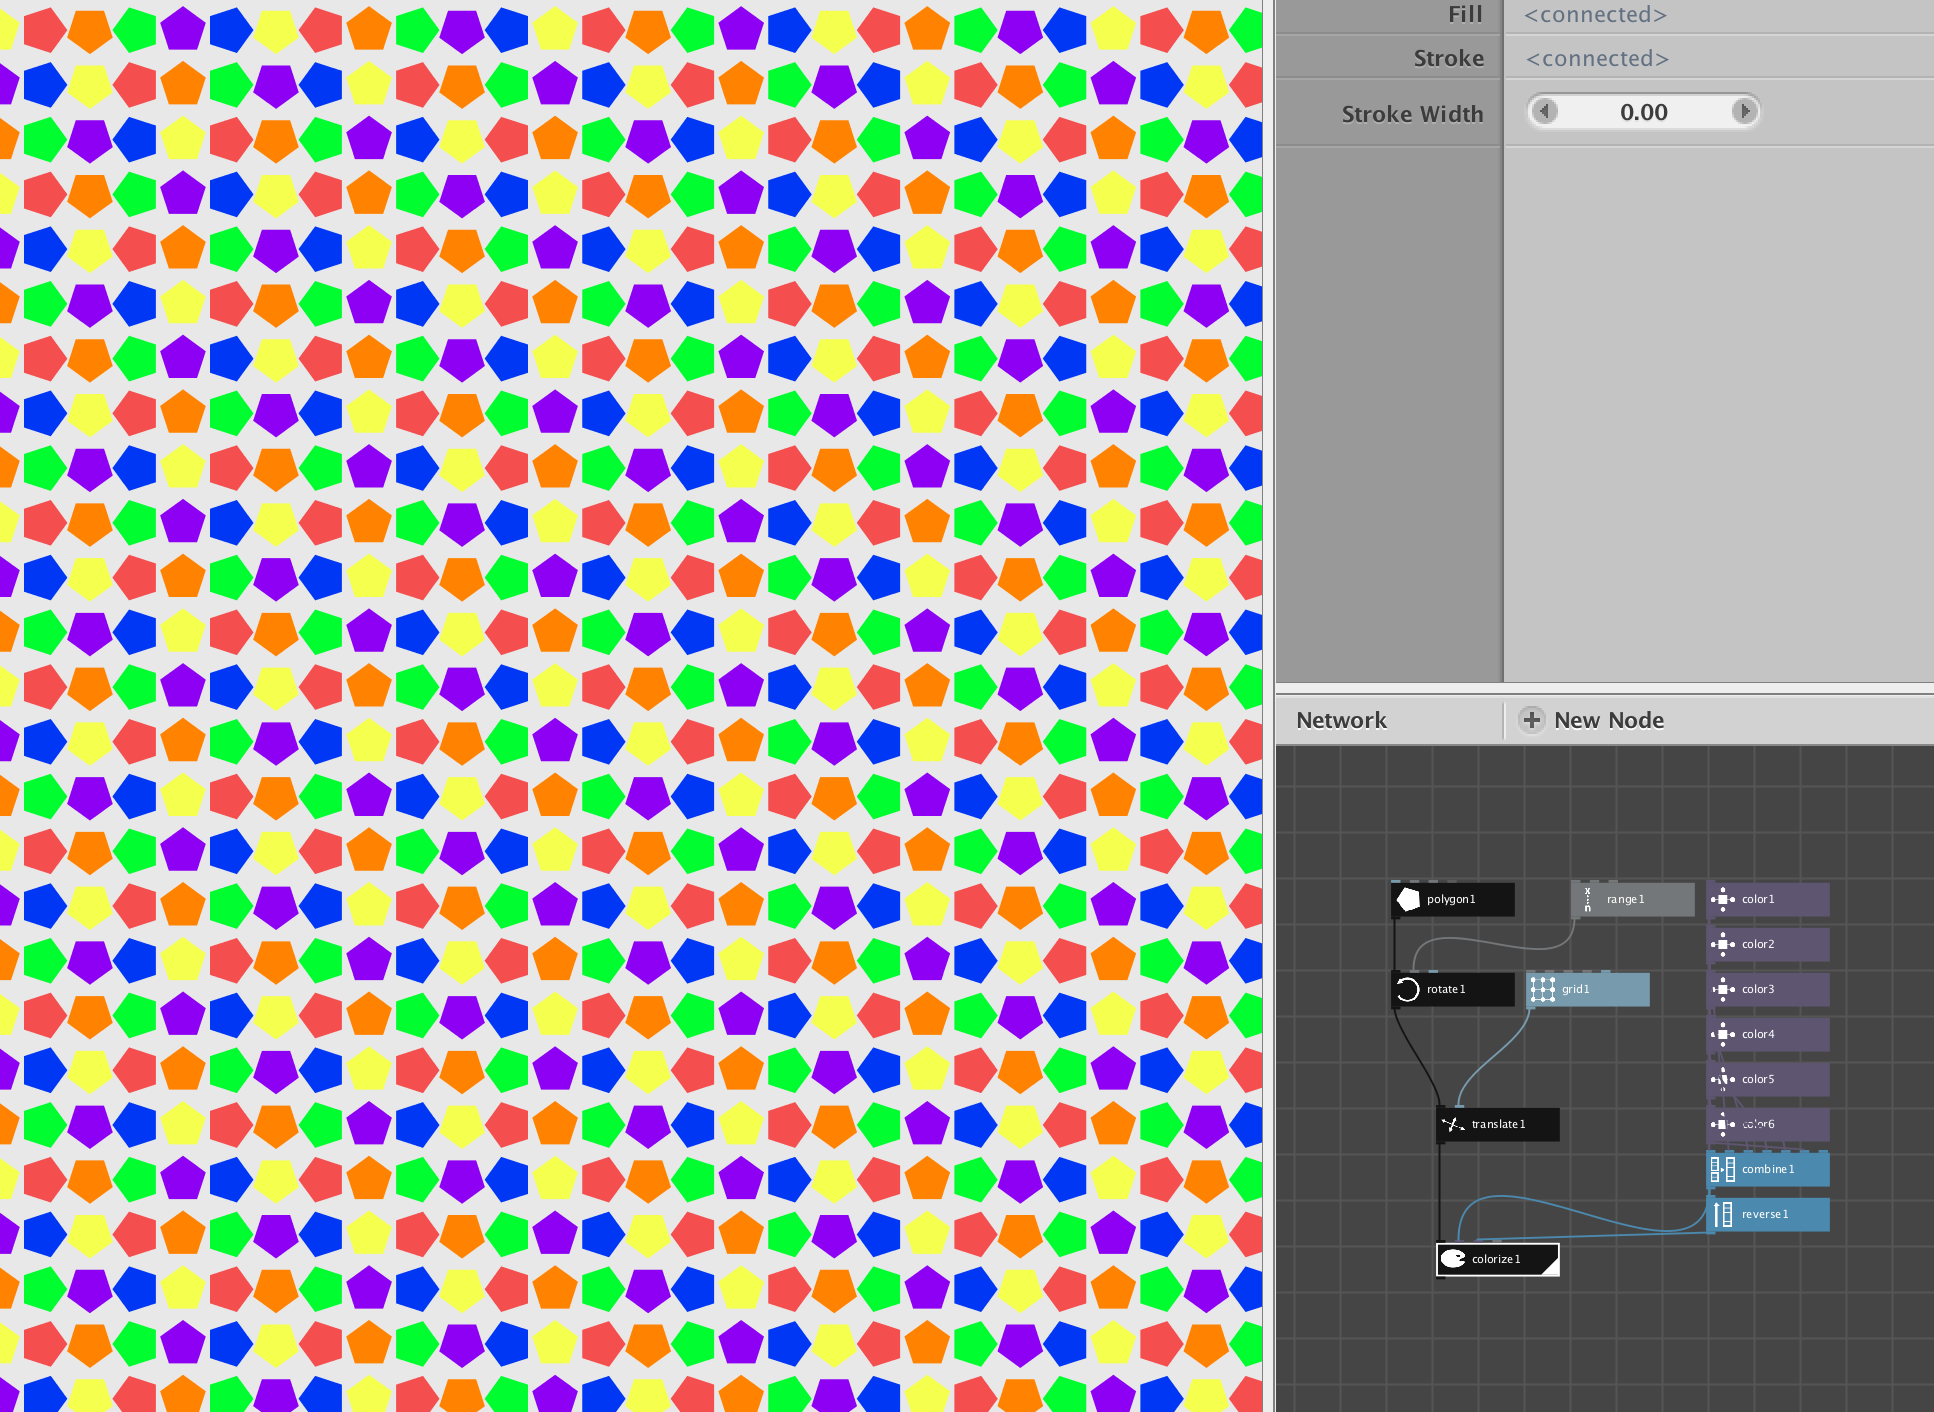 Fill <connected>
Stroke <connected>
Stroke Width 0.00
Network New Node
polygon1 range1 color1
color2
rotate1 grid1 color3
color4
color5
translate1 color6
combine1
reverse1
colorize1